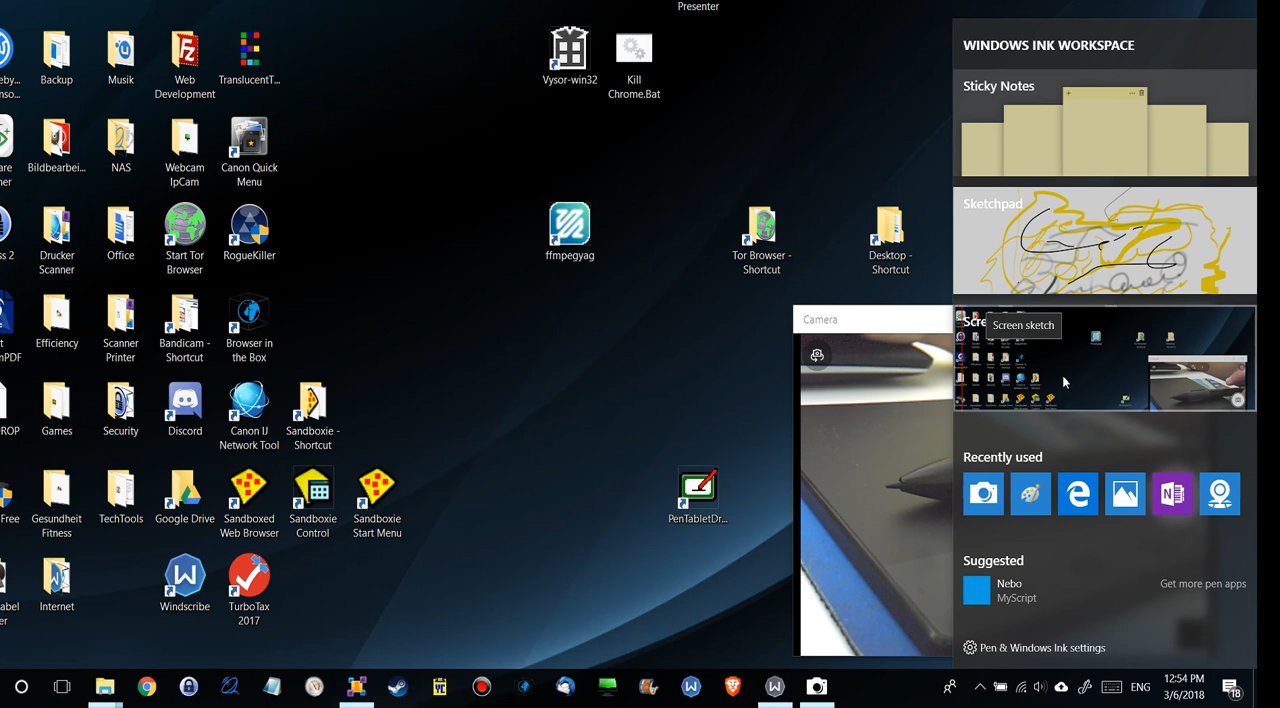 Presenter
Backup
Musik
Web
Development
TranslucentT...
Vysor-win32
Kill
Chrome.Bat
Bildbearbei...
NAS
Webcam
IpCam
Canon Quick
Menu
Drucker
Scanner
Office
Start Tor
Browser
RogueKiller
ffmpegyag
Tor Browser -
Shortcut
Desktop -
Shortcut
Efficiency
Scanner
Printer
Bandicam -
Shortcut
Browser in
the Box
Games
Security
Discord
Canon IJ
Network Tool
Sandboxie -
Shortcut
Free
Gesundheit
Fitness
TechTools
Google Drive
Sandboxed
Web Browser
Sandboxie
Control
Sandboxie
Start Menu
PenTabletDr...
Internet
Windscribe
TurboTax
2017
Camera
WINDOWS INK WORKSPACE
Sticky Notes
Sketchpad
Screen sketch
Recently used
Suggested
Nebo
MyScript
Get more pen apps
Pen & Windows Ink settings
ENG
12:54 PM
3/6/2018
18